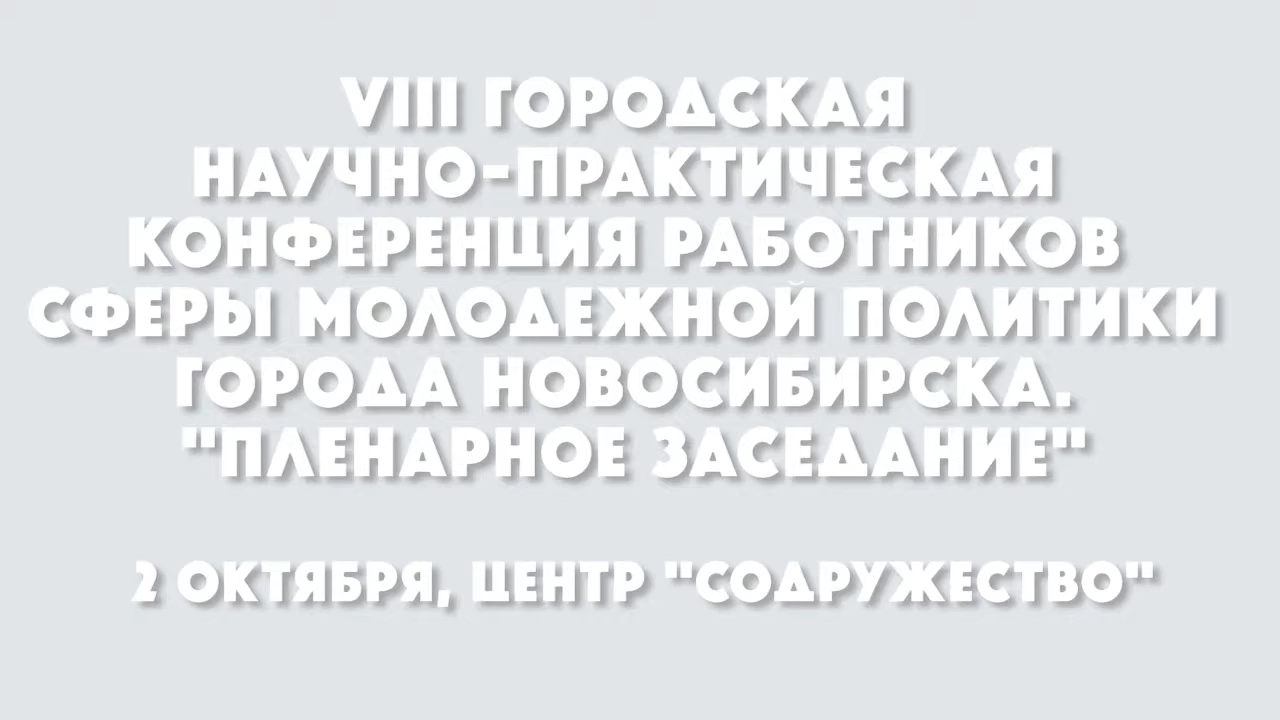 VIII ГОРОДСКАЯ
НАУЧНО-ПРАКТИЧЕСКАЯ
КОНФЕРЕНЦИЯ РАБОТНИКОВ
СФЕРЫ МОЛОДЕЖНОЙ ПОЛИТИКИ
ГОРОДА НОВОСИБИРСКА.
"ПЛЕНАРНОЕ ЗАСЕДАНИЕ"
2 ОКТЯБРЯ, ЦЕНТР "СОДРУЖЕСТВО"